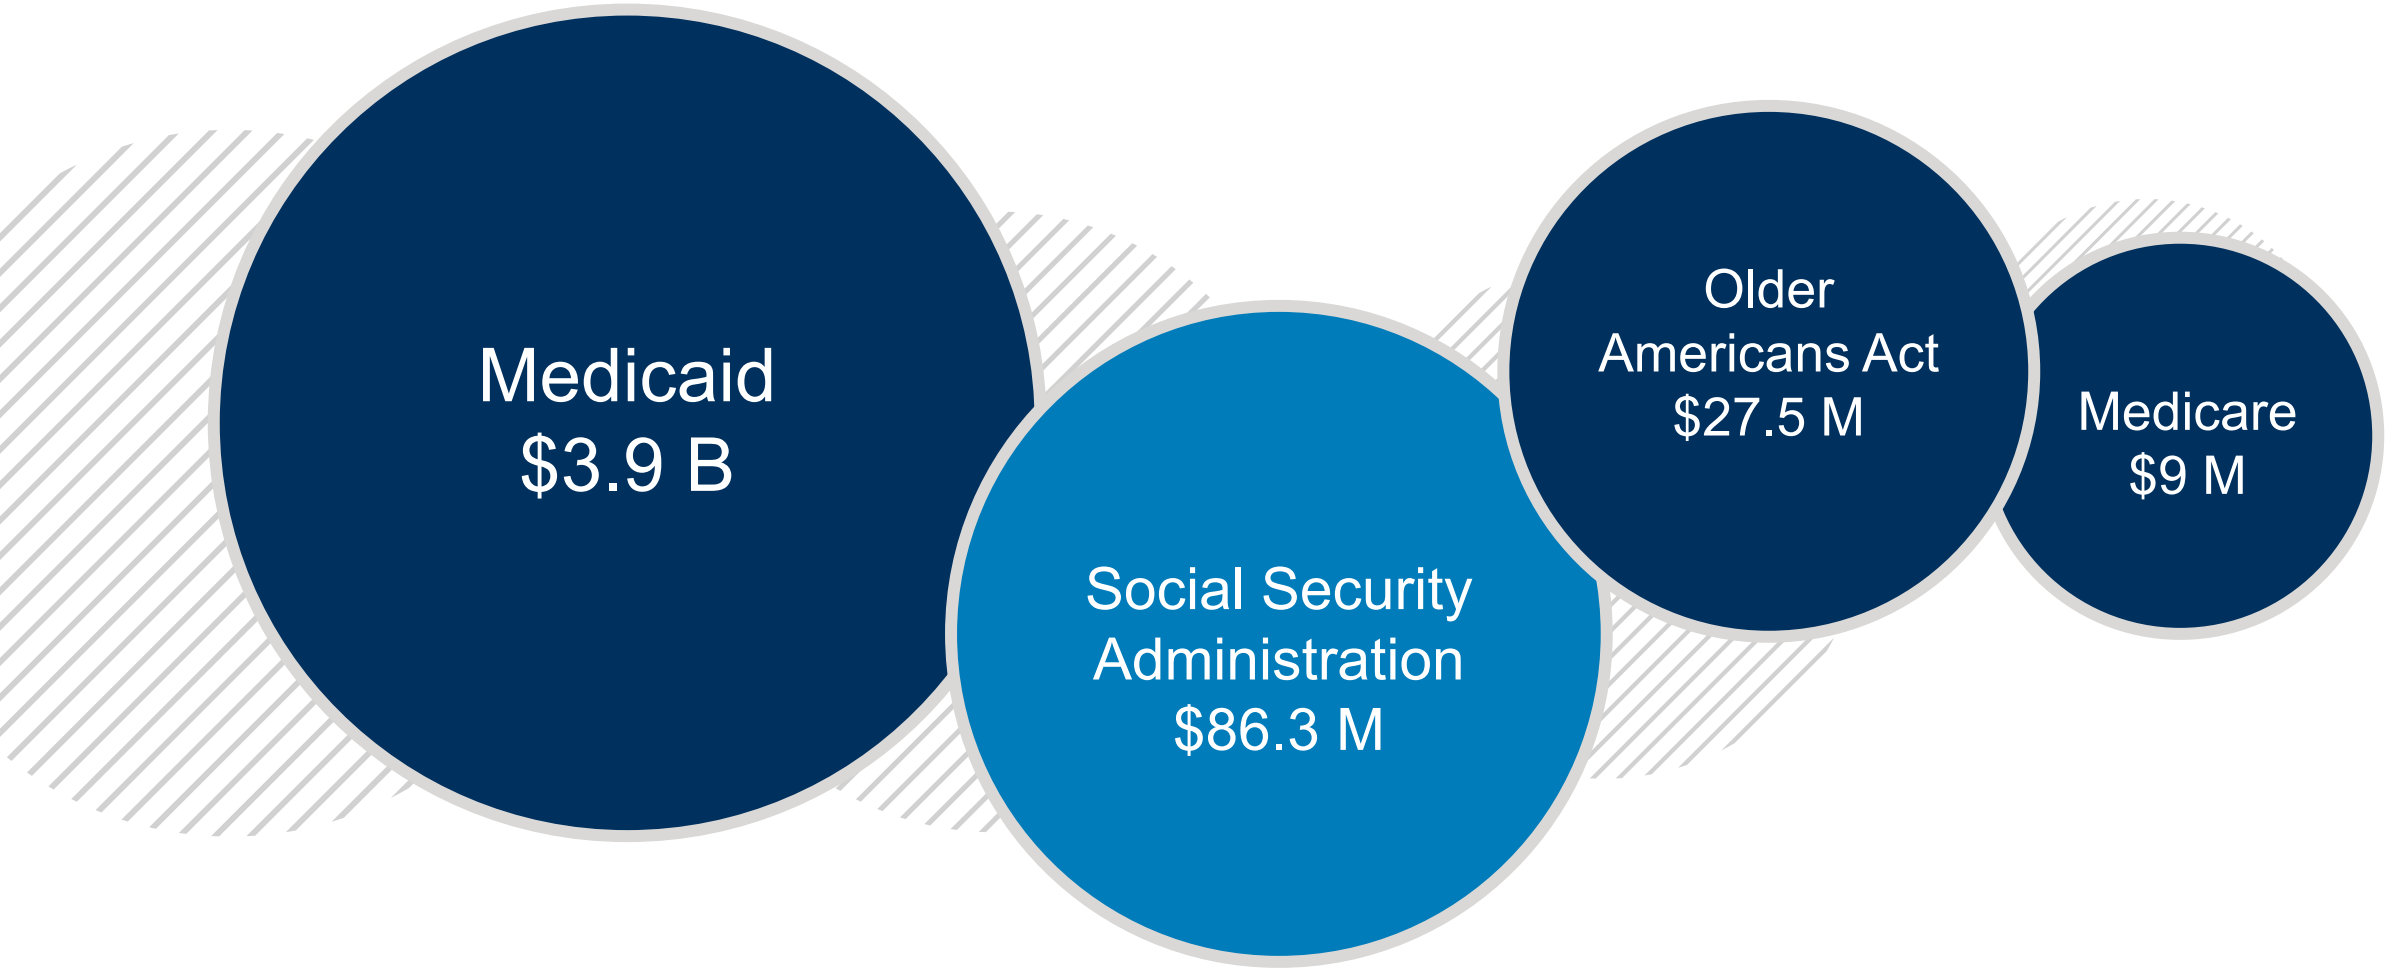 Medicaid
$3.9 B
Social Security
Administration
$86.3 M
Older
Americans Act
$27.5 M
Medicare
$9 M